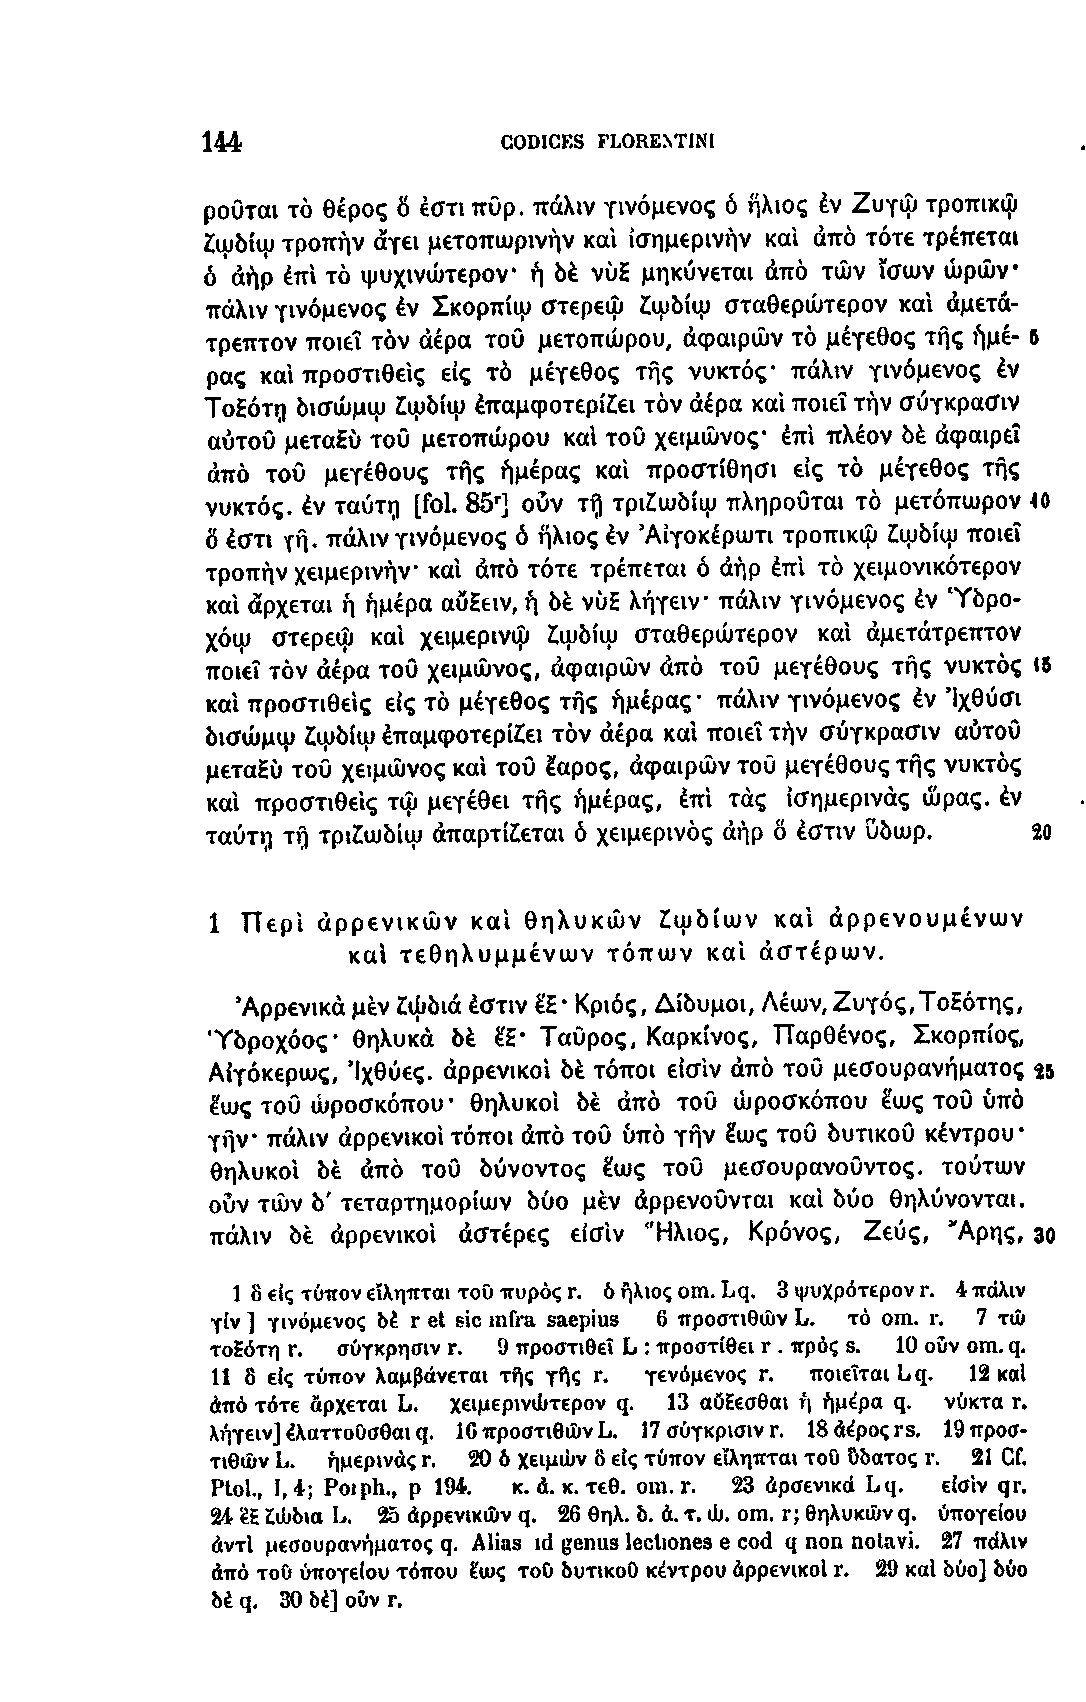 144 CODICES FLORENTINI
ροῦται τὸ θέρος ὅ ἐστι πῦρ. πάλιν γινόμενος ὁ ἥλιος ἐν Ζυγῷ τροπικῷ
ζῳδίῳ τροπὴν ἄγει μετοπωρινὴν καὶ ἰσημερινὴν καὶ ἀπὸ τότε τρέπεται
ὁ ἀὴρ ἐπὶ τὸ ψυχινώτερον· ἡ δὲ νὺξ μηκύνεται ἀπὸ τῶν ἴσων ὡρῶν·
πάλιν γινόμενος ἐν Σκορπίῳ στερεῷ ζῳδίῳ σταθερώτερον καὶ ἀμετά-
τρεπτον ποιεῖ τὸν ἀέρα τοῦ μετοπώρου, ἀφαιρῶν τὸ μέγεθος τῆς ἡμέ- 5
ρας καὶ προστιθεὶς εἰς τὸ μέγεθος τῆς νυκτός· πάλιν γινόμενος ἐν
Τοξότῃ δισώμῳ ζῳδίῳ ἐπαμφοτερίζει τὸν ἀέρα καὶ ποιεῖ τὴν σύγκρασιν
αὐτοῦ μεταξὺ τοῦ μετοπώρου καὶ τοῦ χειμῶνος· ἐπὶ πλέον δὲ ἀφαιρεῖ
ἀπὸ τοῦ μεγέθους τῆς ἡμέρας καὶ προστίθησι εἰς τὸ μέγεθος τῆς
νυκτός. ἐν ταύτῃ [fol. 85ʳ] οὖν τῇ τριζωδίῳ πληροῦται τὸ μετόπωρον 10
ὅ ἐστι γῆ. πάλιν γινόμενος ὁ ἥλιος ἐν Ἀἰγοκέρωτι τροπικῷ ζῳδίῳ ποιεῖ
τροπὴν χειμερινὴν· καὶ ἀπὸ τότε τρέπεται ὁ ἀὴρ ἐπὶ τὸ χειμονικότερον
καὶ ἄρχεται ἡ ἡμέρα αὔξειν, ἡ δὲ νὺξ λήγειν· πάλιν γινόμενος ἐν Ὑδρο-
χόῳ στερεῷ καὶ χειμερινῷ ζῳδίῳ σταθερώτερον καὶ ἀμετάτρεπτον
ποιεῖ τὸν ἀέρα τοῦ χειμῶνος, ἀφαιρῶν ἀπὸ τοῦ μεγέθους τῆς νυκτὸς 15
καὶ προστιθεὶς εἰς τὸ μέγεθος τῆς ἡμέρας· πάλιν γινόμενος ἐν Ἰχθύσι
δισώμῳ ζῳδίῳ ἐπαμφοτερίζει τὸν ἀέρα καὶ ποιεῖ τὴν σύγκρασιν αὐτοῦ
μεταξὺ τοῦ χειμῶνος καὶ τοῦ ἔαρος, ἀφαιρῶν τοῦ μεγέθους τῆς νυκτὸς
καὶ προστιθεὶς τῷ μεγέθει τῆς ἡμέρας, ἐπὶ τὰς ἰσημερινὰς ὥρας. ἐν
ταύτῃ τῇ τριζωδίῳ ἀπαρτίζεται ὁ χειμερινὸς ἀὴρ ὅ ἐστιν ὕδωρ. 20
1 Περὶ ἀρρενικῶν καὶ θηλυκῶν ζῳδίων καὶ ἀρρενουμένων
καὶ τεθηλυμμένων τόπων καὶ ἀστέρων.
Ἀρρενικὰ μὲν ζῴδιά ἐστιν ἕξ· Κριός, Δίδυμοι, Λέων, Ζυγός, Τοξότης,
Ὑδροχόος· θηλυκὰ δὲ ἕξ· Ταῦρος, Καρκίνος, Παρθένος, Σκορπίος,
Αἰγόκερως, Ἰχθύες. ἀρρενικοὶ δὲ τόποι εἰσὶν ἀπὸ τοῦ μεσουρανήματος 25
ἕως τοῦ ὡροσκόπου· θηλυκοὶ δὲ ἀπὸ τοῦ ὡροσκόπου ἕως τοῦ ὑπὸ
γῆν· πάλιν ἀρρενικοὶ τόποι ἀπὸ τοῦ ὑπὸ γῆν ἕως τοῦ δυτικοῦ κέντρου·
θηλυκοὶ δὲ ἀπὸ τοῦ δύνοντος ἕως τοῦ μεσουρανοῦντος. τούτων
οὖν τῶν δ′ τεταρτημορίων δύο μὲν ἀρρενοῦνται καὶ δύο θηλύνονται.
πάλιν δὲ ἀρρενικοὶ ἀστέρες εἰσὶν Ἥλιος, Κρόνος, Ζεύς, Ἄρης, 30
1 ὃ εἰς τύπον εἴληπται τοῦ πυρὸς r. ὁ ἥλιος om. Lq. 3 ψυχρότερον r. 4 πάλιν
γίν ] γινόμενος δὲ r et sic infra saepius 6 προστιθῶν L. τὸ om. r. 7 τῶ
τοξότη r. σύγκρησιν r. 9 προστιθεῖ L : προστίθει r . πρός s. 10 οὖν om. q.
11 ὃ εἰς τύπον λαμβάνεται τῆς γῆς r. γενόμενος r. ποιεῖται Lq. 12 καὶ
ἀπὸ τότε ἄρχεται L. χειμερινώτερον q. 13 αὔξεσθαι ἡ ἡμέρα q. νύκτα r.
λήγειν] ἐλαττοῦσθαι q. 16 προστιθῶν L. 17 σύγκρισιν r. 18 ἀέρος rs. 19 προσ-
τιθῶν L. ἡμερινὰς r. 20 ὁ χειμὼν ὃ εἰς τύπον εἴληπται τοῦ ὕδατος r. 21 Cf.
Ptol., I, 4; Porph., p 194. κ. ἀ. κ. τεθ. om. r. 23 ἀρσενικά Lq. εἰσὶν qr.
24 ἓξ ζώδια L. 25 ἀρρενικῶν q. 26 θηλ. δ. ἀ. τ. ὡ. om. r; θηλυκῶν q. ὑπογείου
ἀντὶ μεσουρανήματος q. Alias id genus lectiones e cod q non notavi. 27 πάλιν
ἀπὸ τοῦ ὑπογείου τόπου ἕως τοῦ δυτικοῦ κέντρου ἀρρενικοὶ r. 29 καὶ δύο] δύο
δὲ q. 30 δὲ] οὖν r.